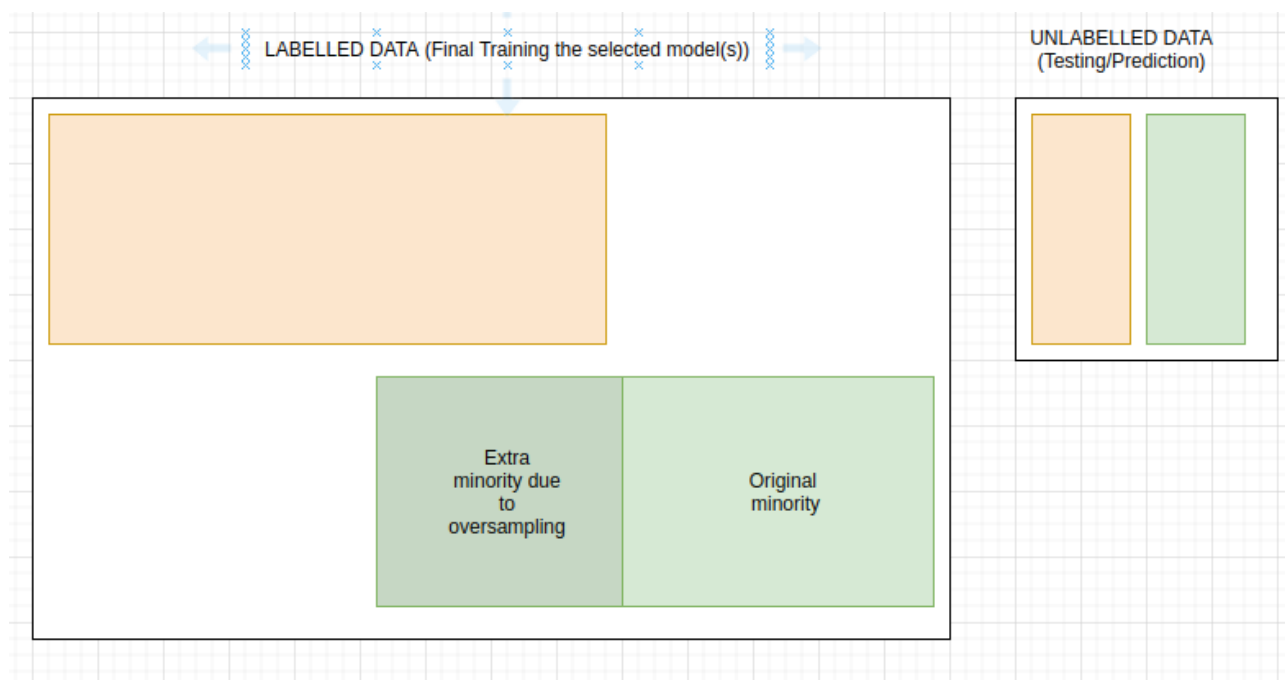 LABELLED DATA (Final Training the selected model(s))
UNLABELLED DATA
(Testing/Prediction)
Extra
minority due
to
oversampling
Original
minority